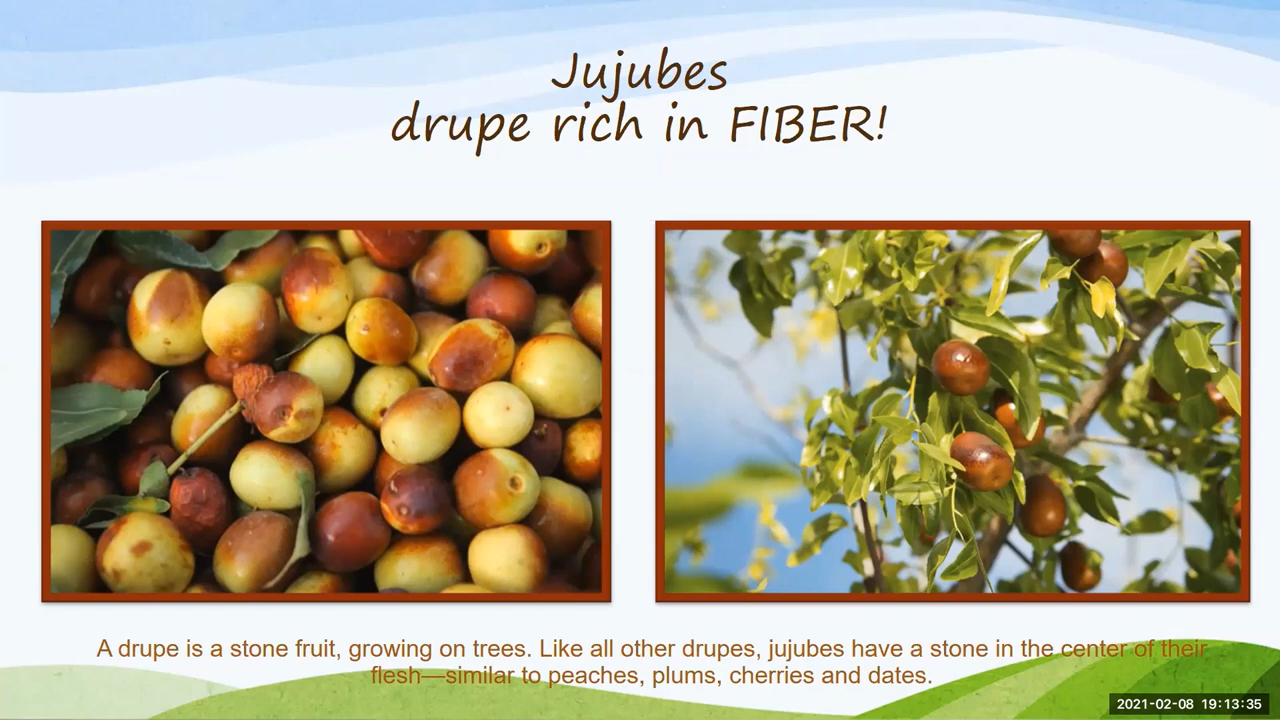 Jujubes
drupe rich in FIBER!
A drupe is a stone fruit, growing on trees. Like all other drupes, jujubes have a stone in the center of their
flesh—similar to peaches, plums, cherries and dates.
2021-02-08 19:13:35